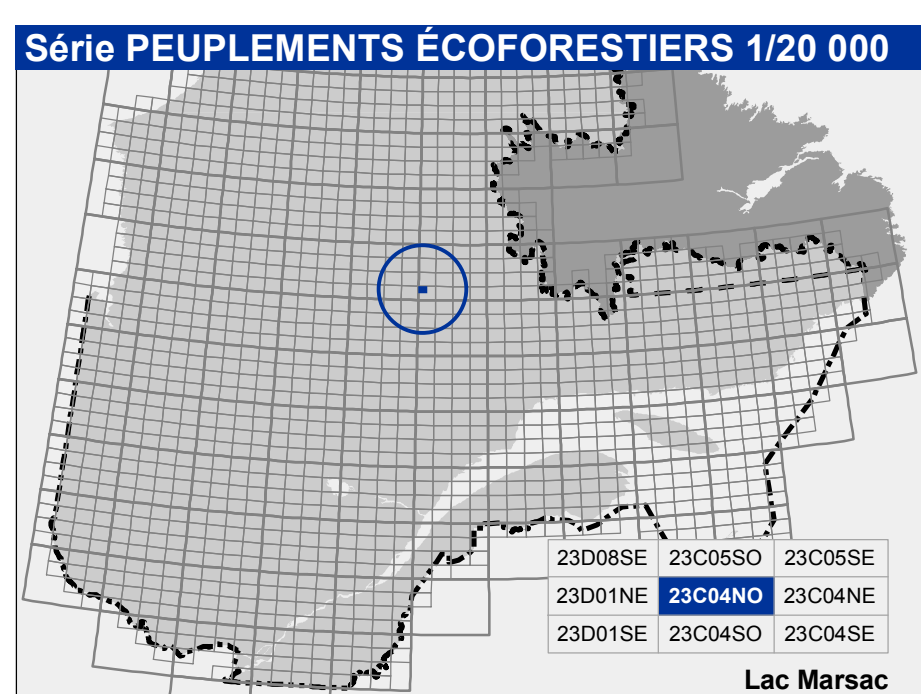 Série PEUPLEMENTS ÉCOFORESTIERS 1/20 000
23D08SE 23C05SO 23C05SE
23D01NE 23C04NO 23C04NE
23D01SE 23C04SO 23C04SE
Lac Marsac